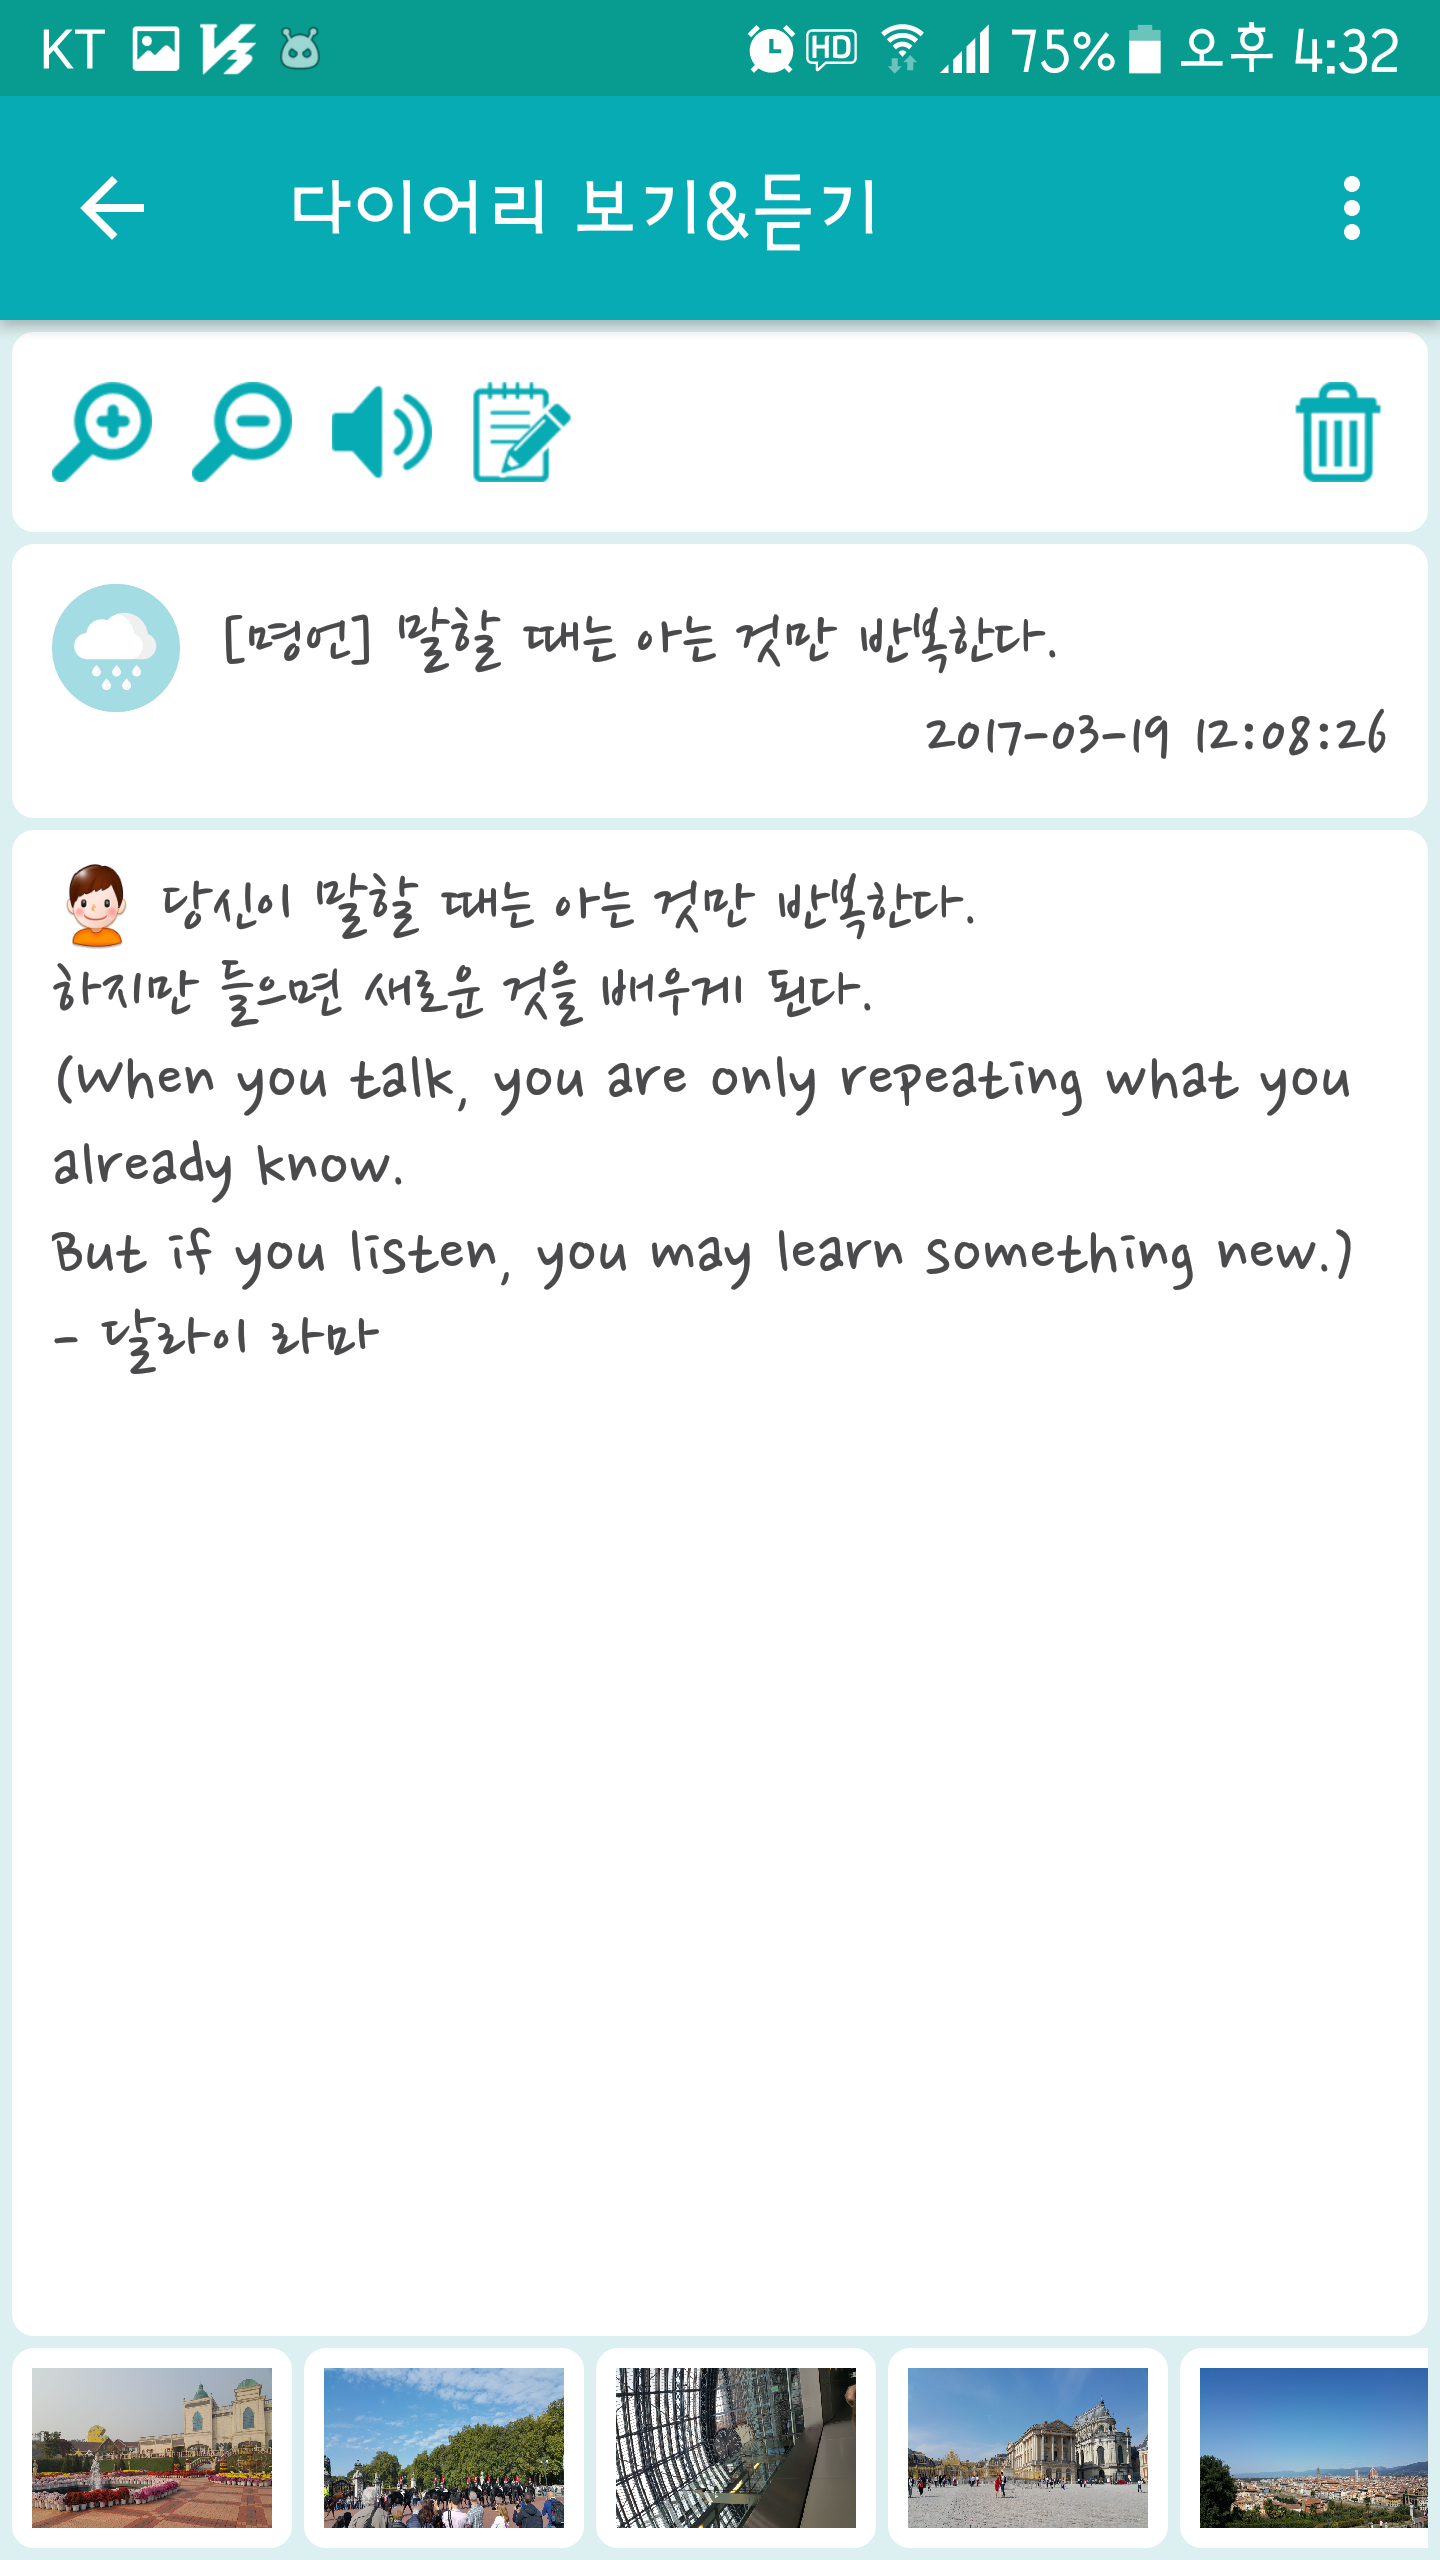 KT HD 75% 오후 4:32
다이어리 보기&듣기
[명언] 말할 때는 아는 것만 반복한다.
2017-03-19 12:08:26
당신이 말할 때는 아는 것만 반복한다.
하지만 들으면 새로운 것을 배우게 된다.
(When you talk, you are only repeating what you
already know.
But if you listen, you may learn something new.)
- 달라이 라마